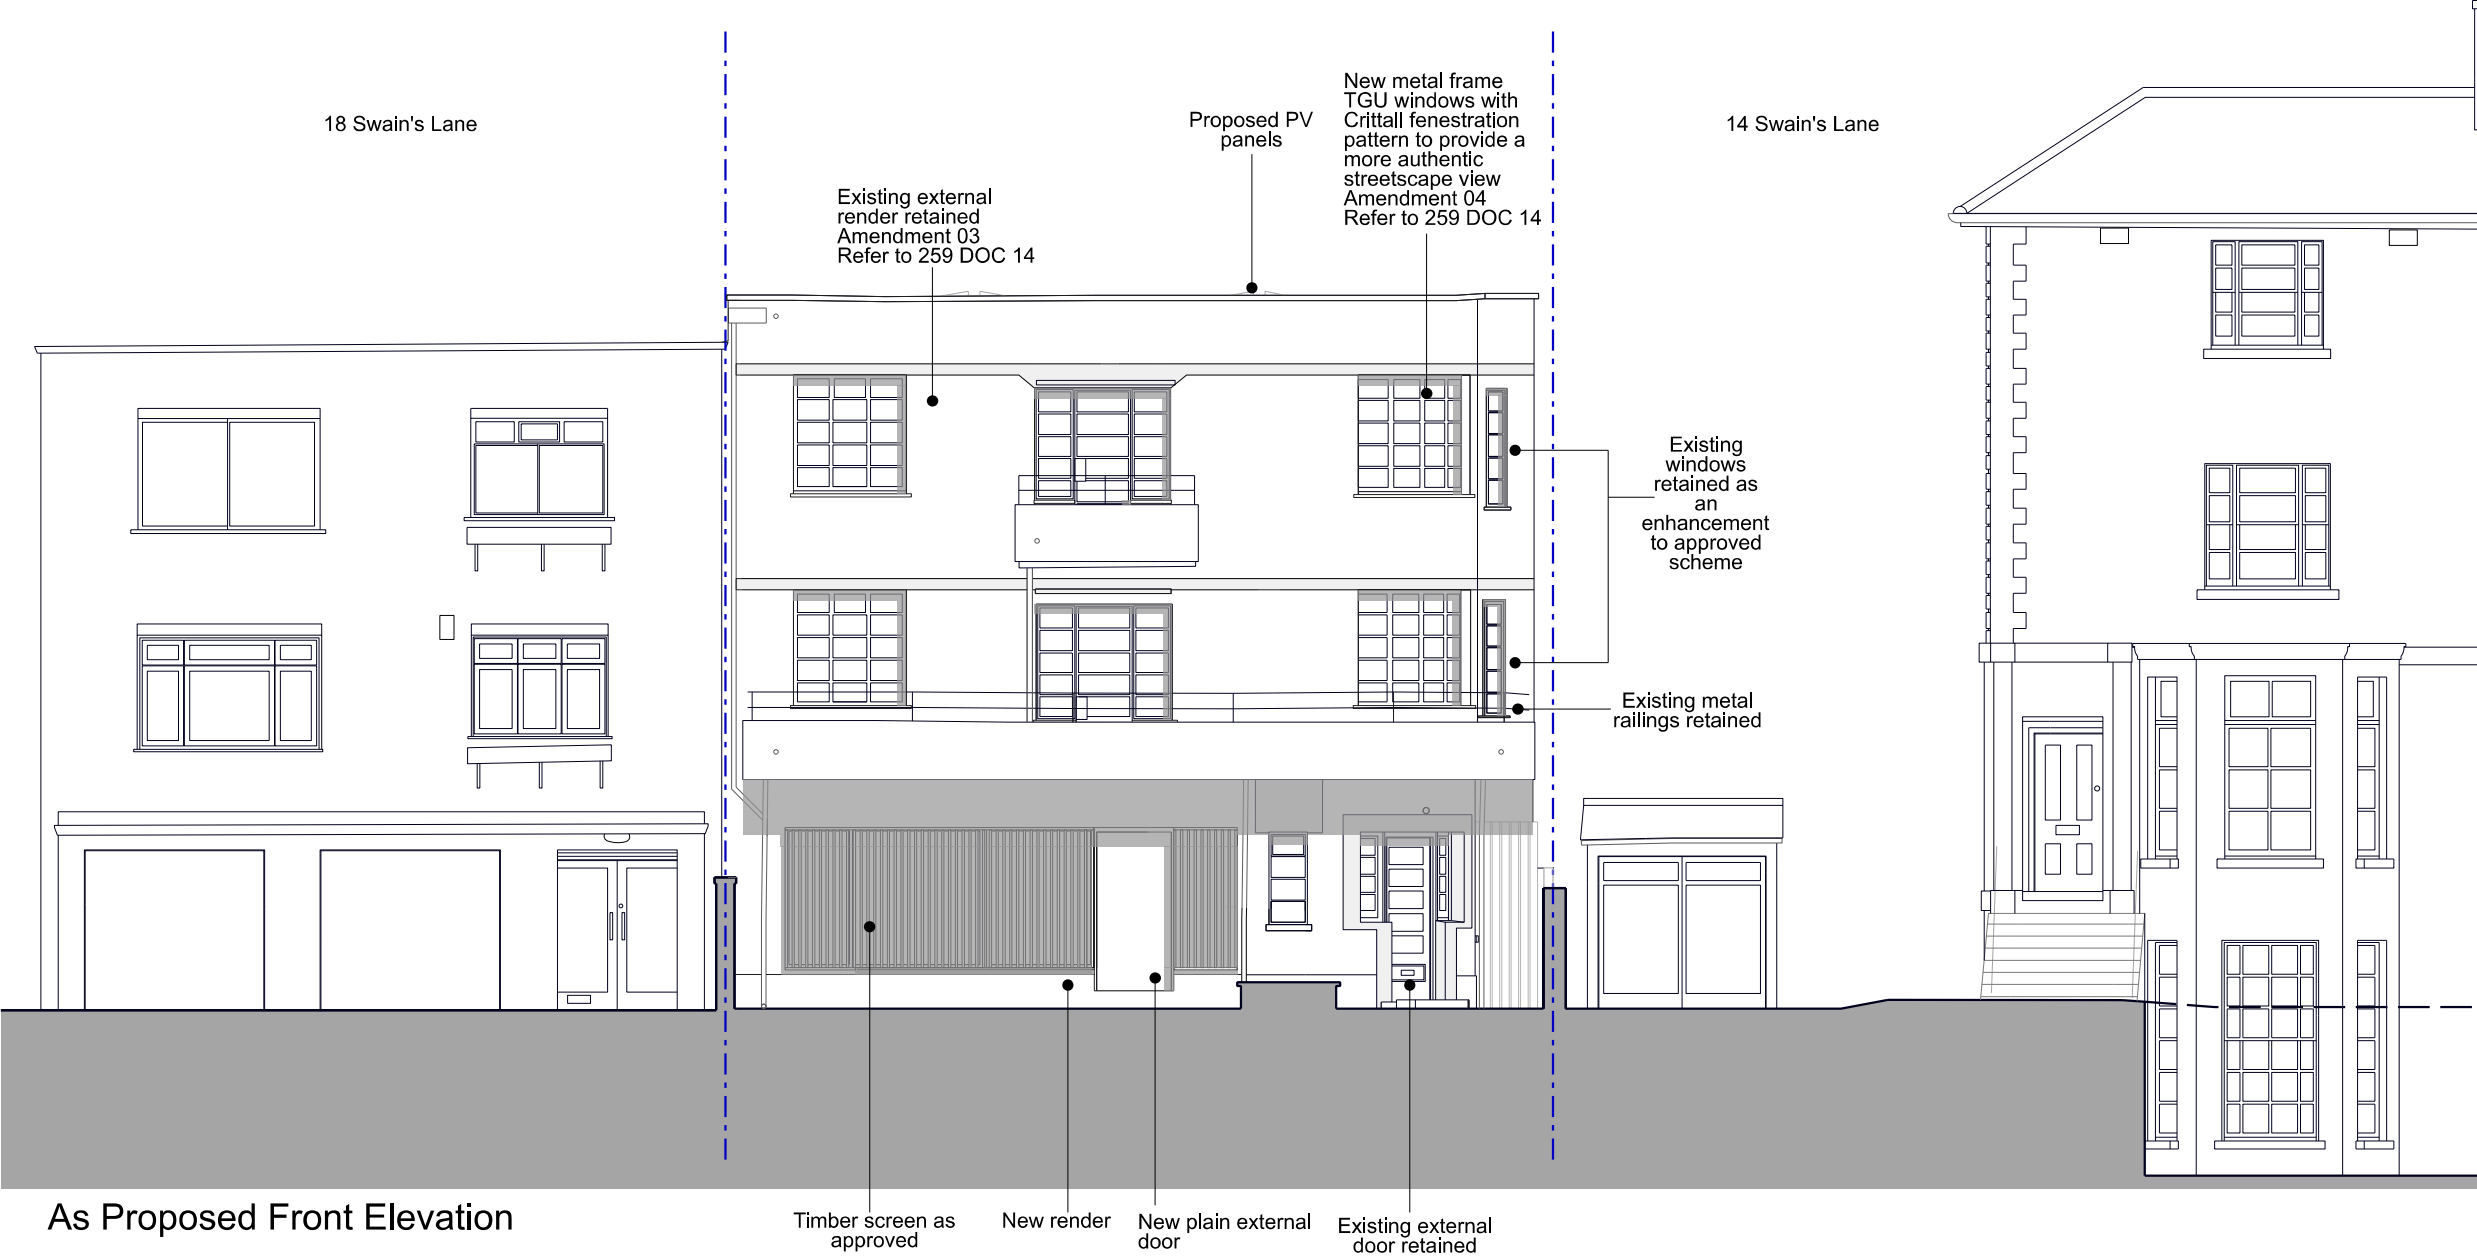 18 Swain's Lane
Existing external
render retained
Amendment 03
Refer to 259 DOC 14
Proposed PV
panels
New metal frame
TGU windows with
Crittall fenestration
pattern to provide a
more authentic
streetscape view
Amendment 04
Refer to 259 DOC 14
14 Swain's Lane
Existing
windows
retained as
an
enhancement
to approved
scheme
Existing metal
railings retained
As Proposed Front Elevation
Timber screen as
approved
New render
New plain external
door
Existing external
door retained